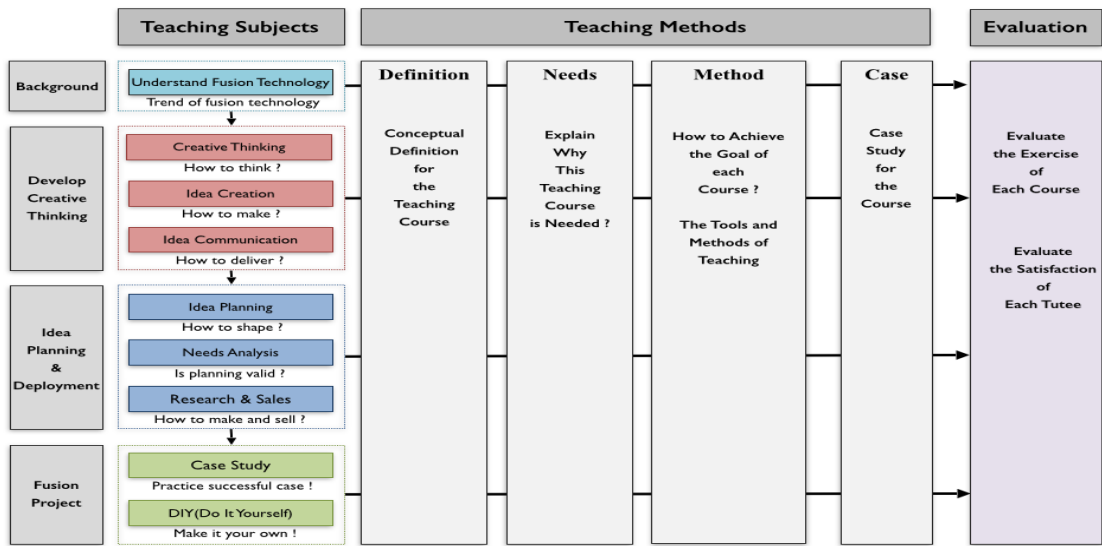 Teaching Subjects
Teaching Methods
Evaluation
Background
Understand Fusion Technology
Trend of fusion technology
Develop
Creative
Thinking
Creative Thinking
How to think ?
Idea Creation
How to make ?
Idea Communication
How to deliver ?
Idea
Planning
&
Deployment
Idea Planning
How to shape ?
Needs Analysis
Is planning valid ?
Research & Sales
How to make and sell ?
Fusion
Project
Case Study
Practice successful case !
DIY(Do It Yourself)
Make it your own !
Definition
Conceptual
Definition
for
the
Teaching
Course
Needs
Explain
Why
This
Teaching
Course
is Needed ?
Method
How to Achieve
the Goal of
each
Course ?
The Tools and
Methods of
Teaching
Case
Case
Study
for
the
Course
Evaluate
the Exercise
of
Each Course
Evaluate
the Satisfaction
of
Each Tutee